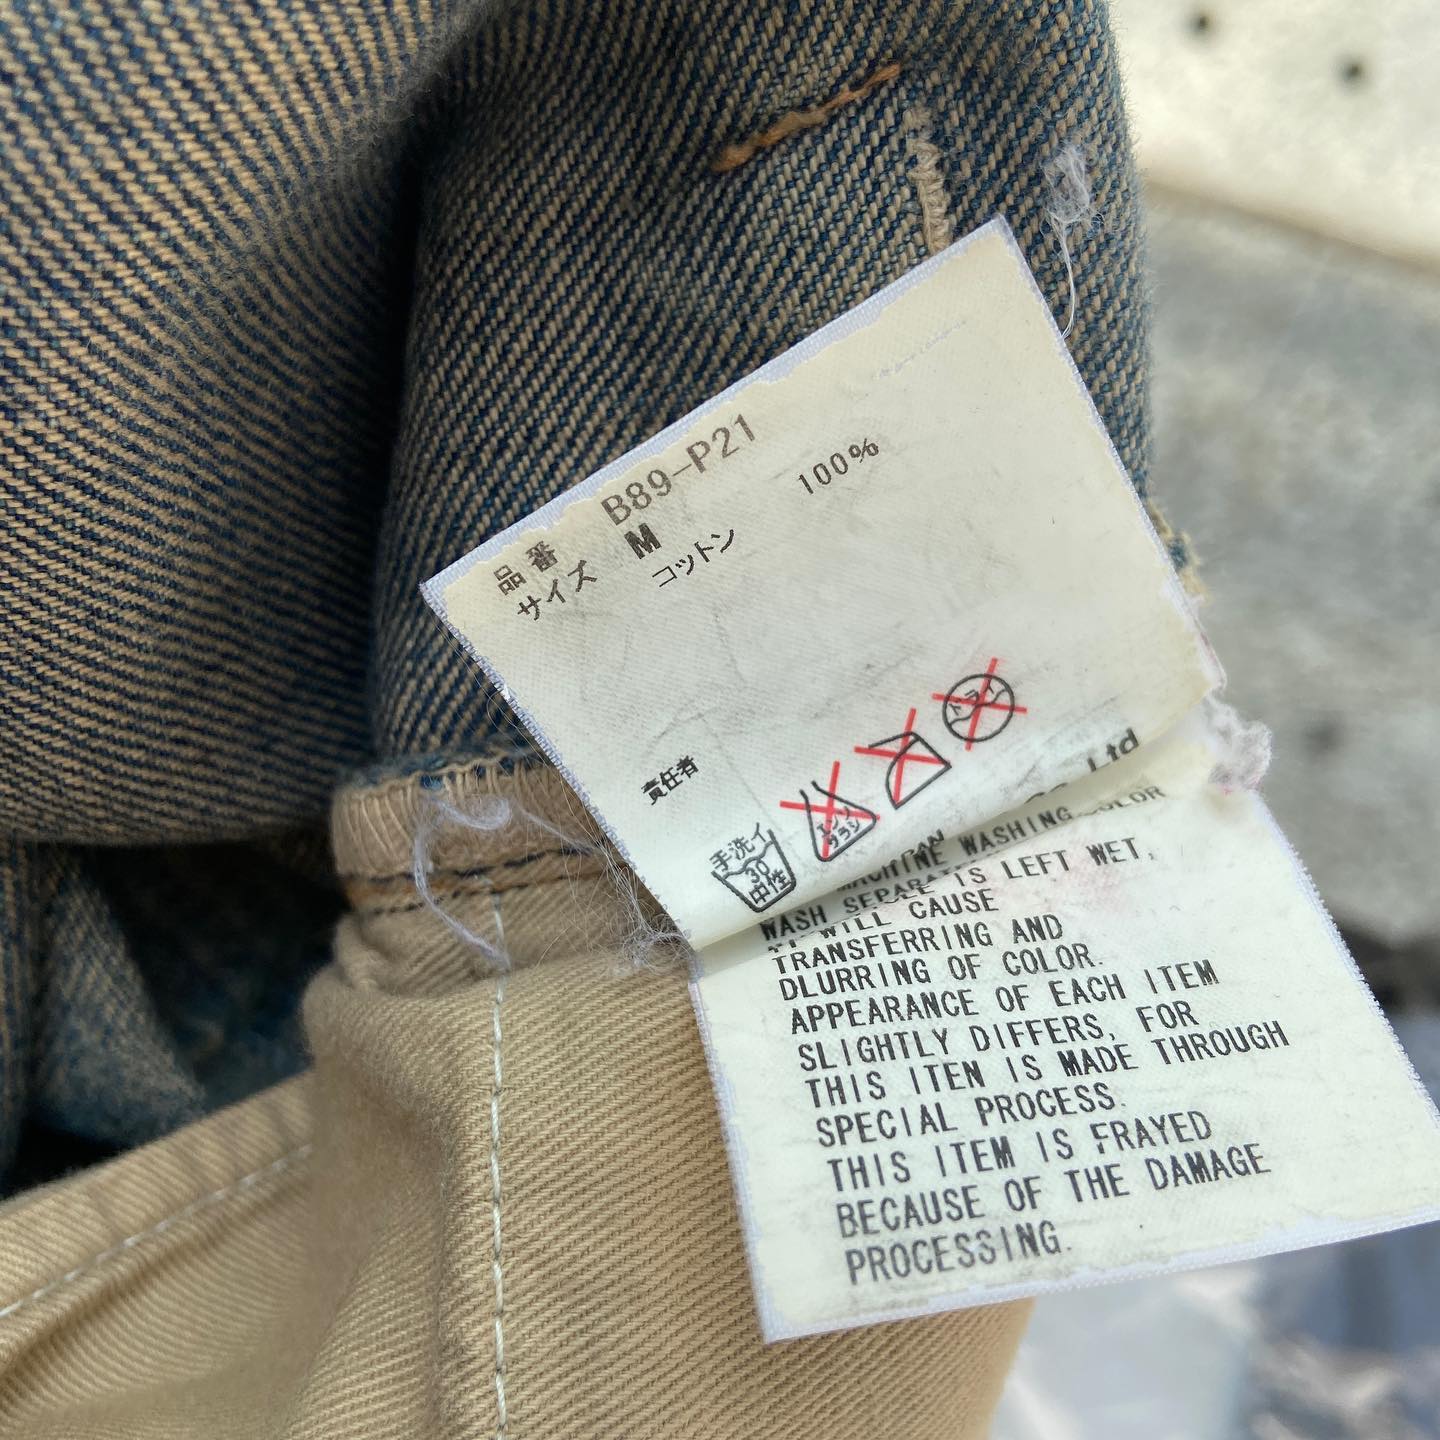 品番 B89-P21
サイズ M
コットン 100%
責任者
手洗イ
30
中性
エンソ
サラシ
ドライ
Ltd
MACHINE WASHING. COLOR
WASH SEPARAT IS LEFT WET,
WILL CAUSE
TRANSFERRING AND
DLURRING OF COLOR.
APPEARANCE OF EACH ITEM
SLIGHTLY DIFFERS, FOR
THIS ITEN IS MADE THROUGH
SPECIAL PROCESS.
THIS ITEM IS FRAYED
BECAUSE OF THE DAMAGE
PROCESSING.